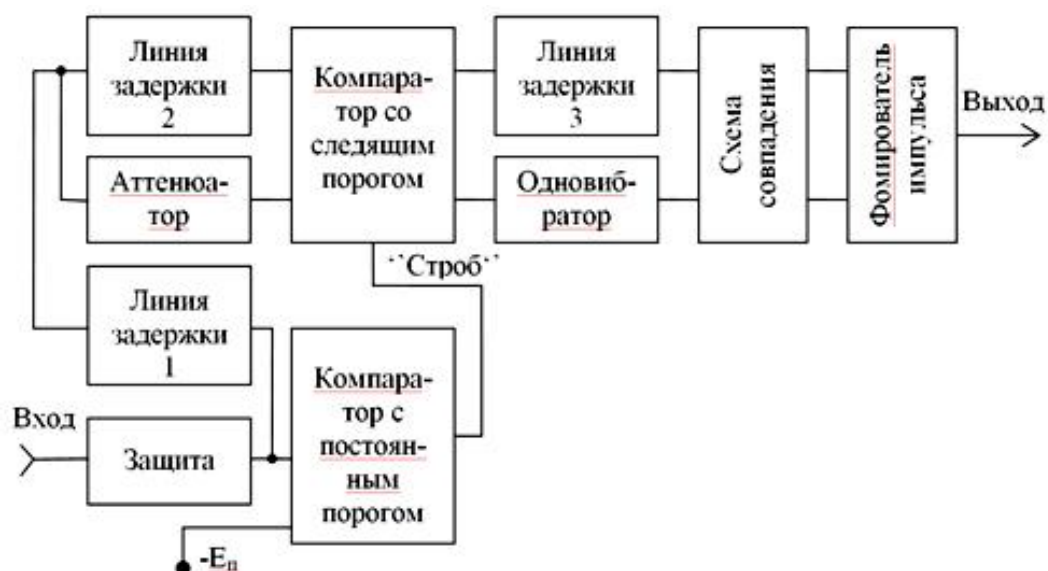 Линия
задержки
2
Компара-
тор со
следящим
порогом
Линия
задержки
3
Схема
совпадения
Фомирователь
импульса
Выход
Аттенюа-
тор
Одновиб-
ратор
``Строб``
Линия
задержки
1
Компара-
тор с
постоян-
ным
порогом
Вход
Защита
-Еп